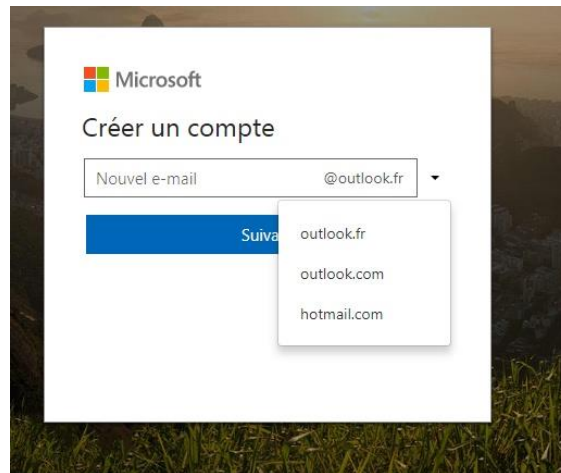 Microsoft
Créer un compte
Nouvel e-mail @outlook.fr
Suiva
outlook.fr
outlook.com
hotmail.com